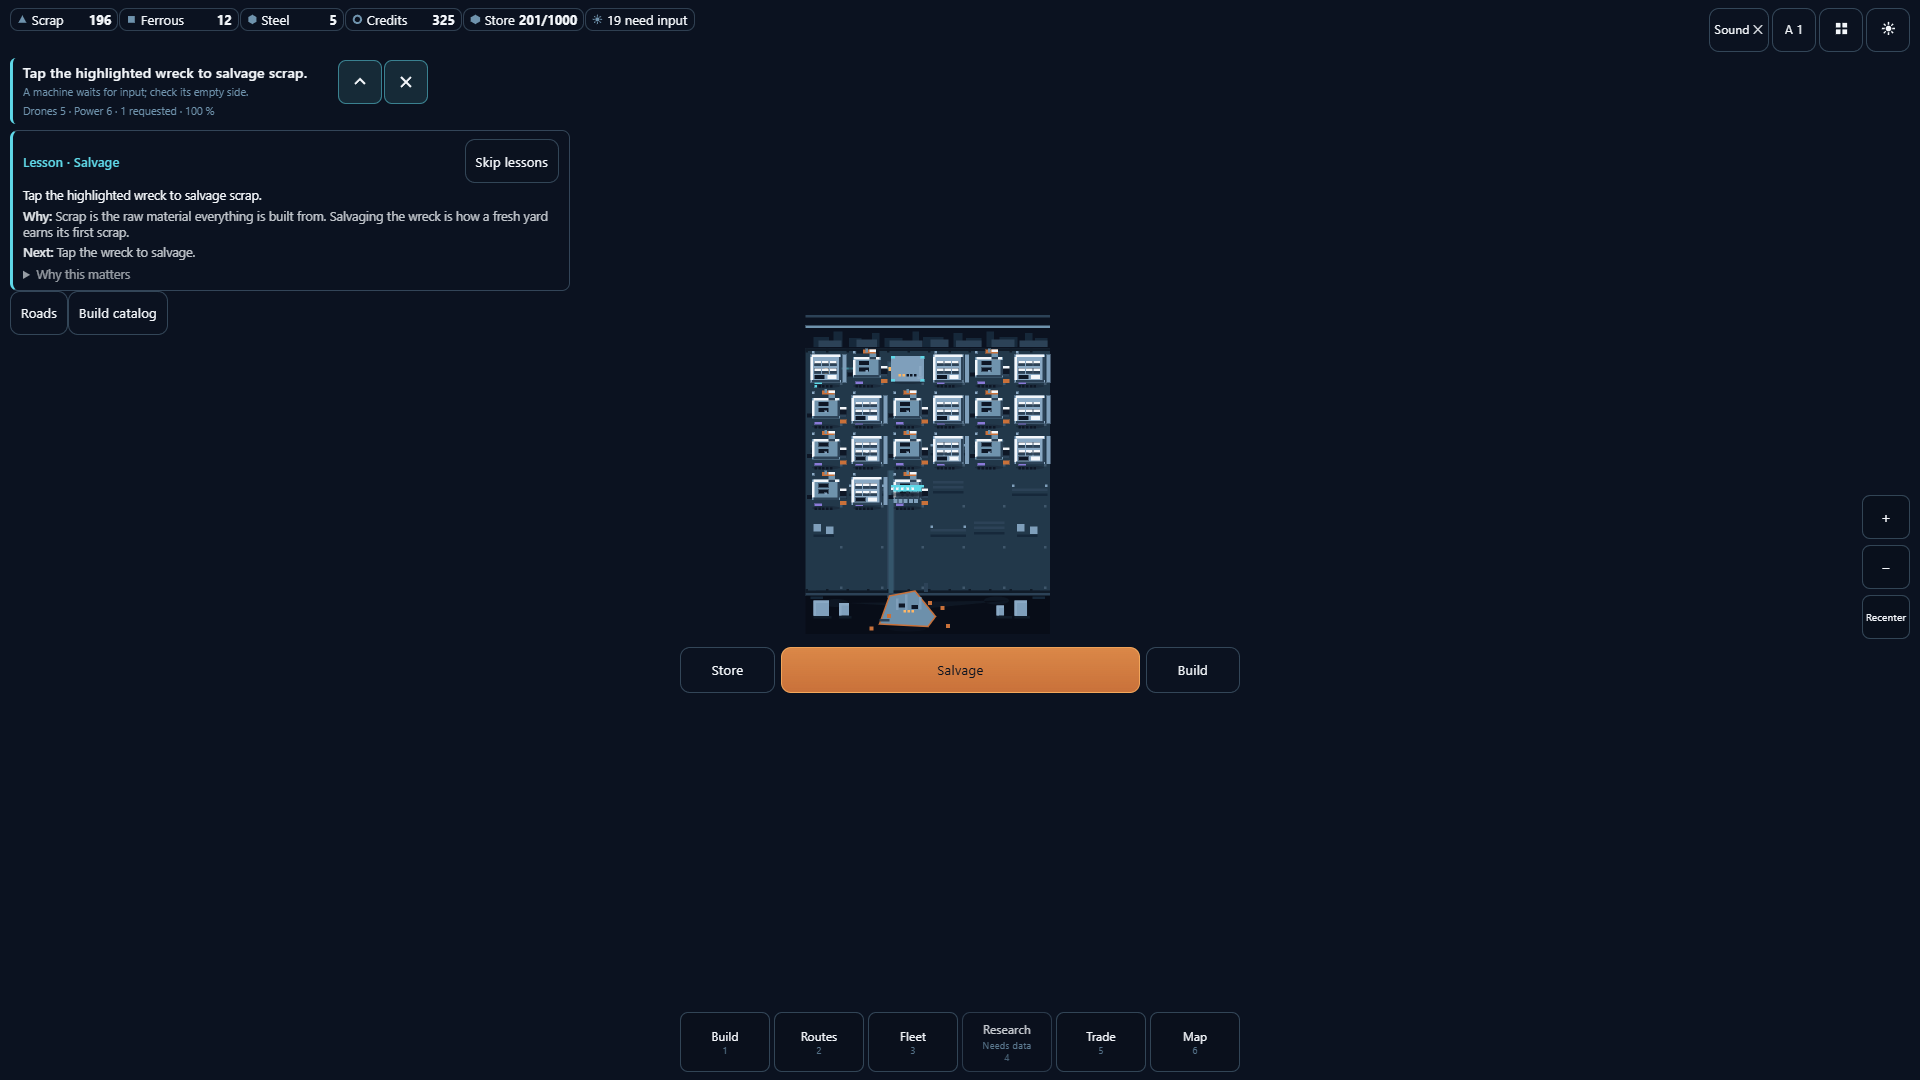 Scrap 196 Ferrous 12 Steel 5 Credits 325 Store 201/1000 19 need input
Sound A 1
Tap the highlighted wreck to salvage scrap.
A machine waits for input; check its empty side.
Drones 5 · Power 6 · 1 requested · 100 %
Lesson · Salvage
Skip lessons
Tap the highlighted wreck to salvage scrap.
Why: Scrap is the raw material everything is built from. Salvaging the wreck is how a fresh yard
earns its first scrap.
Next: Tap the wreck to salvage.
Why this matters
Roads Build catalog
+
−
Recenter
Store Salvage Build
Build Routes Fleet Research Trade Map
Needs data
1 2 3 4 5 6